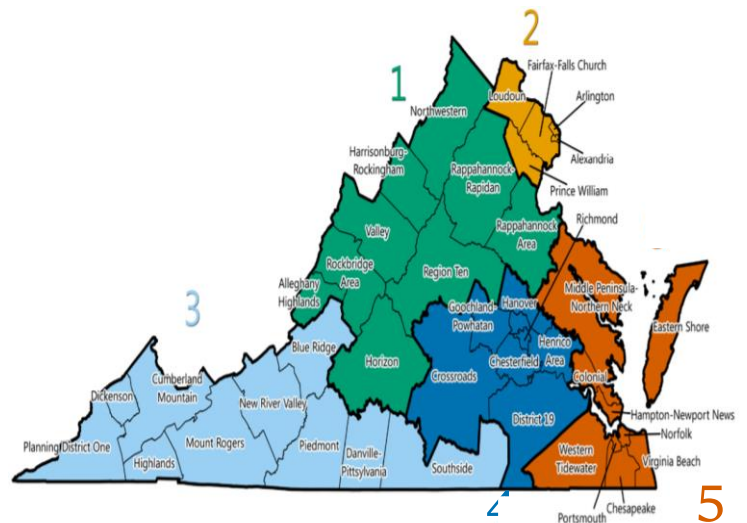 2
Fairfax-Falls Church
1
Loudoun
Arlington
Northwestern
Harrisonburg-
Rockingham
Alexandria
Rappahannock-
Rapidan
Prince William
Richmond
Valley
Rappahannock
Area
Rockbridge
Area
Region Ten
Alleghany
Highlands
Middle Peninsula-
Northern Neck
3
Goochland-
Powhatan
Hanover
Eastern Shore
Blue Ridge
Horizon
Chesterfield
Henrico
Area
Crossroads
Colonial
Cumberland
Mountain
Dickenson
New River Valley
Hampton-Newport News
District 19
Norfolk
Planning District One
Mount Rogers
Piedmont
Danville-
Pittsylvania
Highlands
Southside
Western
Tidewater
Virginia Beach
4
Portsmouth
Chesapeake
5